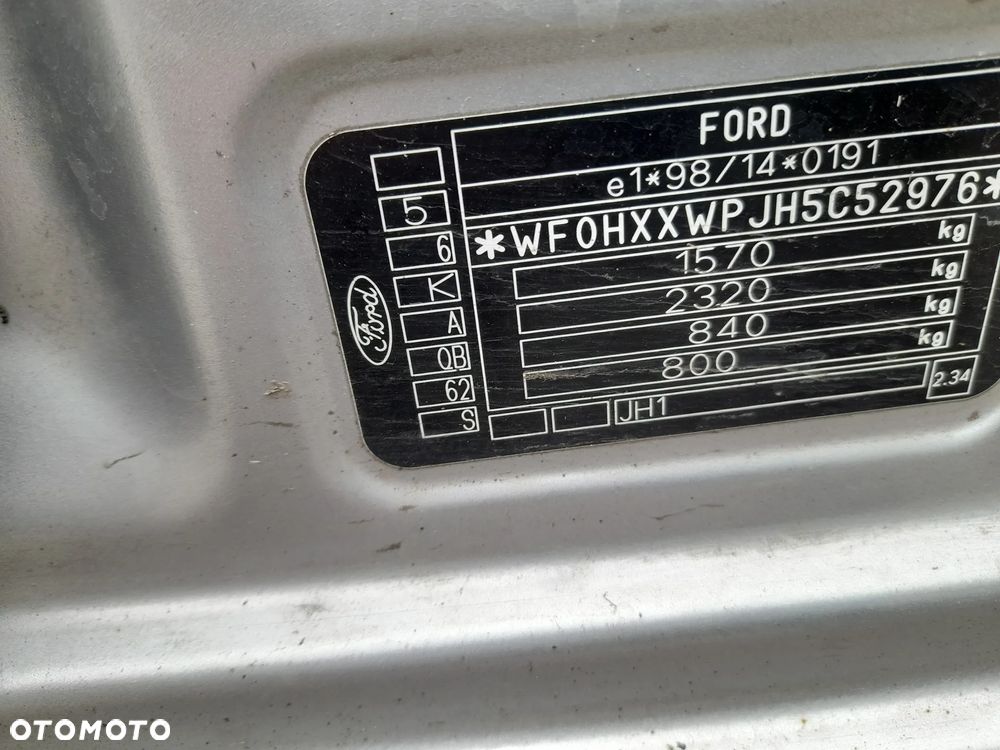 FORD
e1*98/14*0191
*WF0HXXWPJH5C52976*
1570 kg
2320 kg
840 kg
800 kg
5
6
K
A
QB
62
S
JH1
2.34
Ford
OTOMOTO